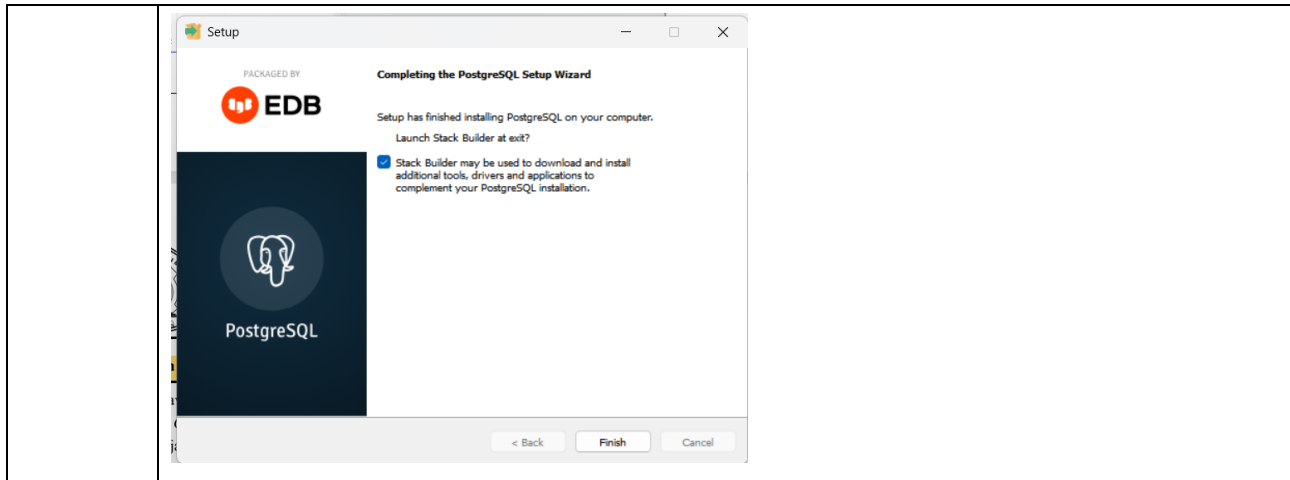 Setup
PACKAGED BY
EDB
Completing the PostgreSQL Setup Wizard
Setup has finished installing PostgreSQL on your computer.
Launch Stack Builder at exit?
Stack Builder may be used to download and install
additional tools, drivers and applications to
complement your PostgreSQL installation.
PostgreSQL
< Back
Finish
Cancel